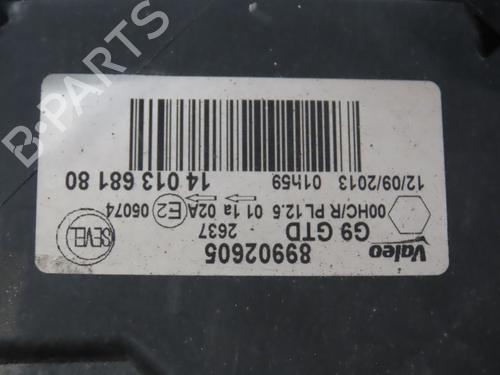 Valeo
G9 GTD
89902605
2637
00HC/R PL 12.6 01 1a 02A E2 05074
SEVEL
12/09/2013 01h59
14 013 681 80
B-PARTS